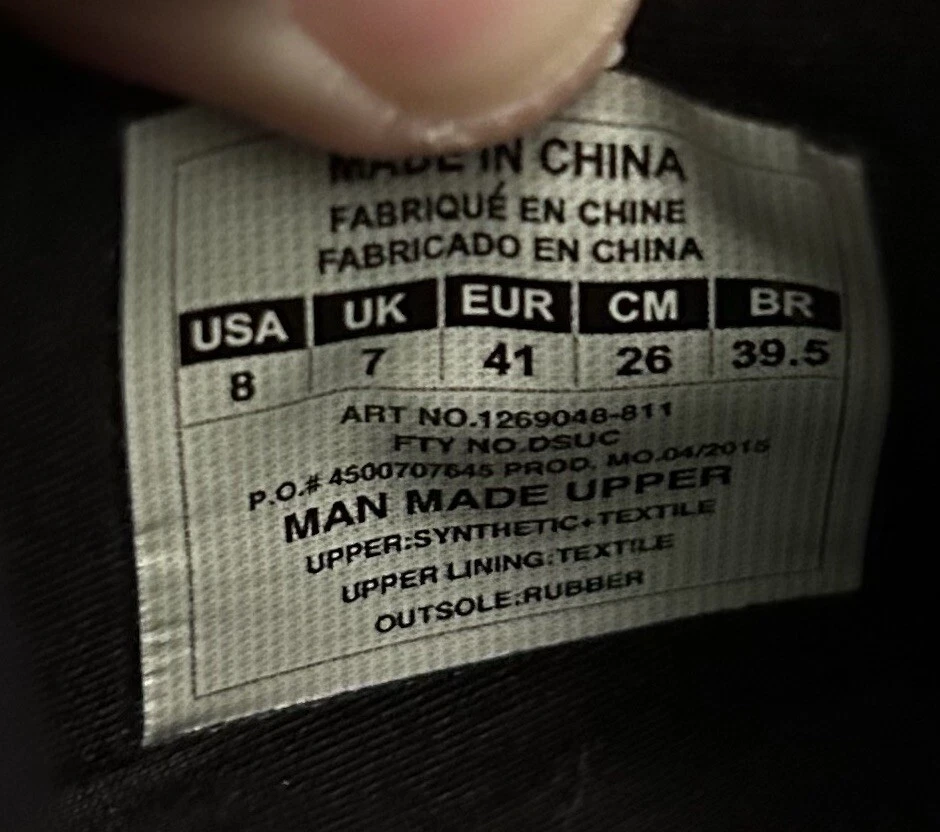 MADE IN CHINA
FABRIQUÉ EN CHINE
FABRICADO EN CHINA
USA UK EUR CM BR
8 7 41 26 39.5
ART NO.1269048-811
FTY NO.DSUC
P.O.# 4500707645 PROD. MO.04/2015
MAN MADE UPPER
UPPER:SYNTHETIC+TEXTILE
UPPER LINING:TEXTILE
OUTSOLE:RUBBER